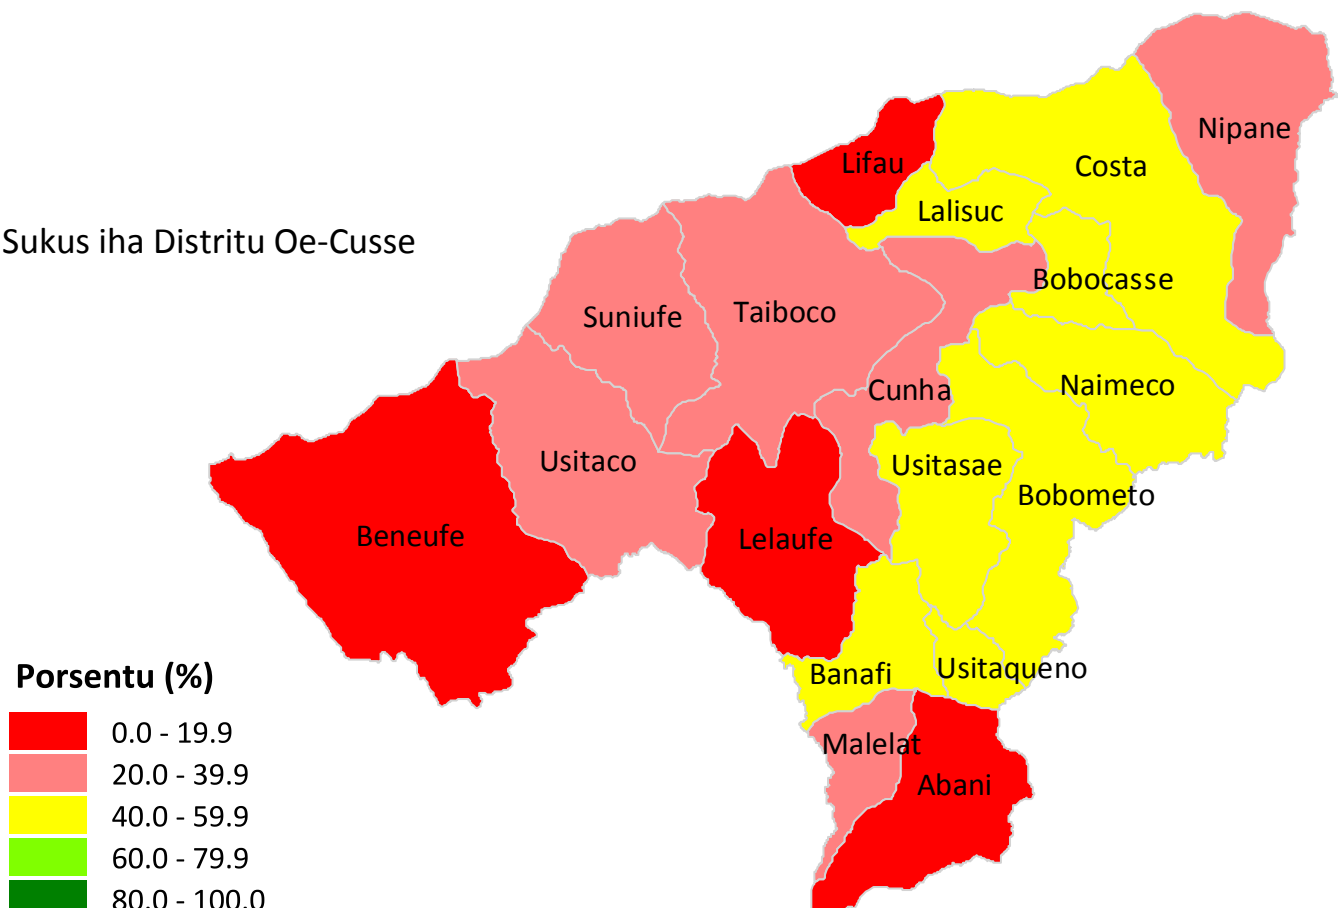 Nipane
Lifau
Costa
Lalisuc
Sukus iha Distritu Oe-Cusse
Bobocasse
Suniufe
Taiboco
Cunha
Naimeco
Usitaco
Usitasae
Bobometo
Beneufe
Lelaufe
Banafi
Usitaqueno
Malelat
Abani
Porsentu (%)
0.0 - 19.9
20.0 - 39.9
40.0 - 59.9
60.0 - 79.9
80.0 - 100.0